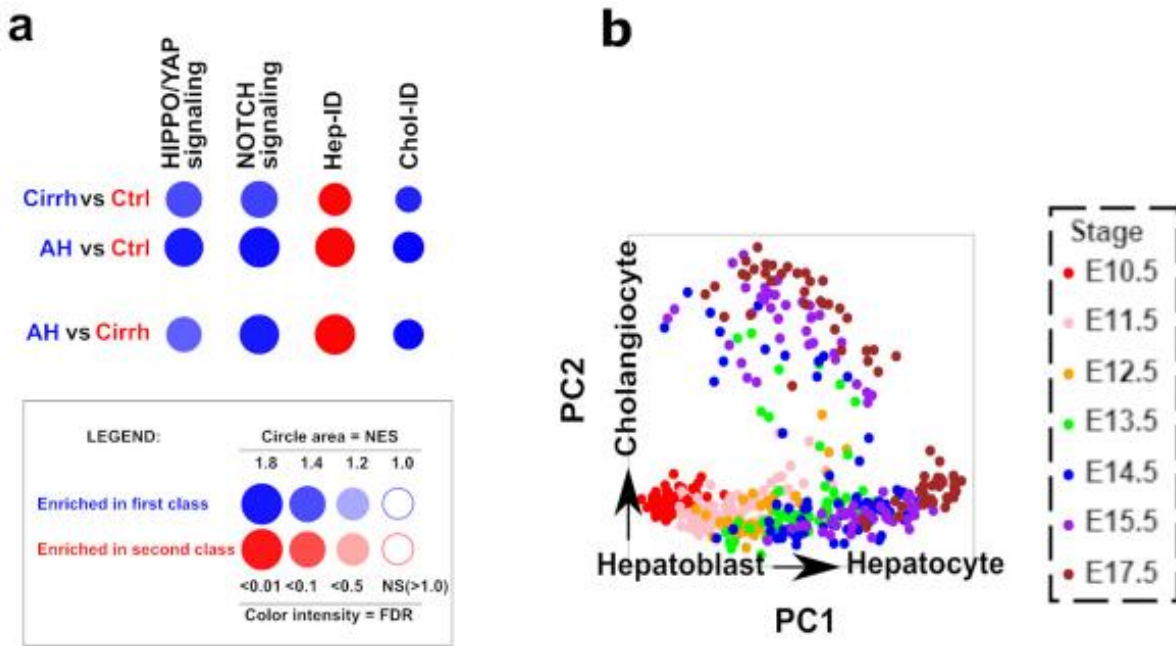 a
HIPPO/YAP
signaling
NOTCH
signaling
Hep-ID
Chol-ID
Cirrh vs Ctrl
AH vs Ctrl
AH vs Cirrh
LEGEND:
Circle area = NES
1.8 1.4 1.2 1.0
Enriched in first class
Enriched in second class
<0.01 <0.1 <0.5 NS(>1.0)
Color intensity = FDR
b
PC2
Cholangiocyte
Hepatoblast Hepatocyte
PC1
Stage
E10.5
E11.5
E12.5
E13.5
E14.5
E15.5
E17.5